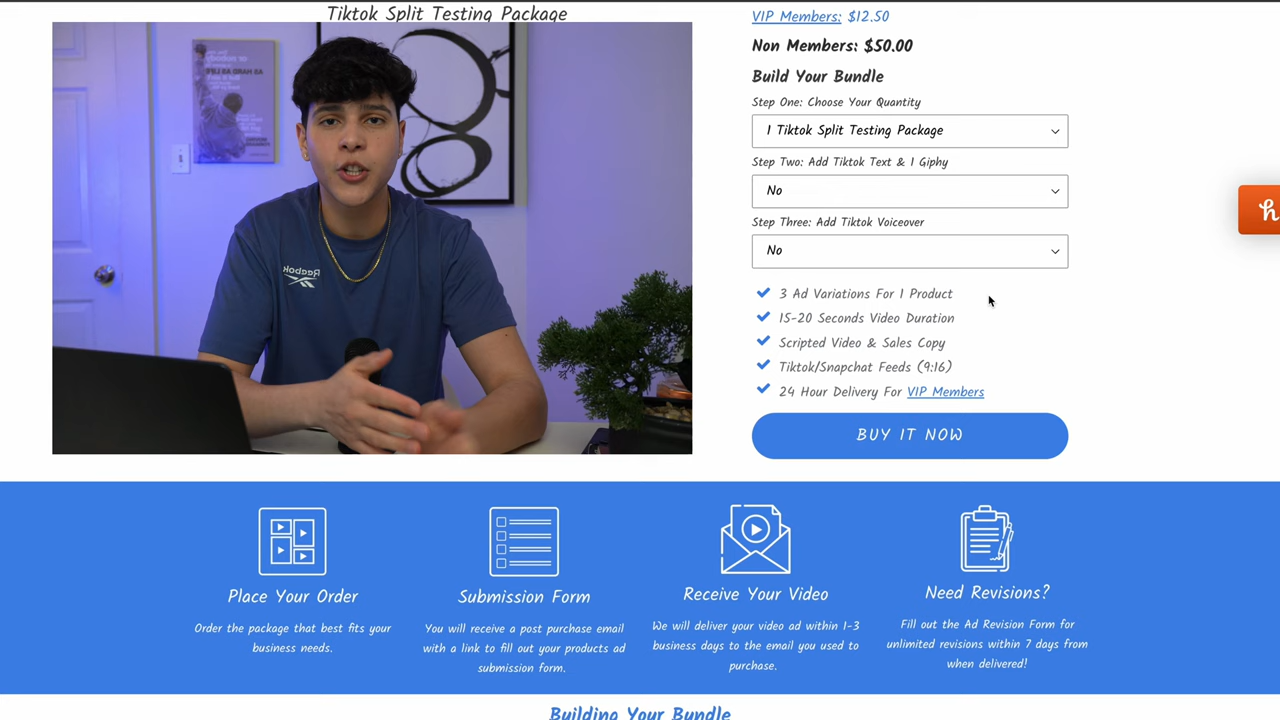 Tiktok Split Testing Package
VIP Members: $12.50
Non Members: $50.00
Build Your Bundle
Step One: Choose Your Quantity
1 Tiktok Split Testing Package
Step Two: Add Tiktok Text & 1 Giphy
No
Step Three: Add Tiktok Voiceover
No
3 Ad Variations For 1 Product
15-20 Seconds Video Duration
Scripted Video & Sales Copy
Tiktok/Snapchat Feeds (9:16)
24 Hour Delivery For VIP Members
BUY IT NOW
Reebok
h
Place Your Order
Order the package that best fits your
business needs.
Submission Form
You will receive a post purchase email
with a link to fill out your products ad
submission form.
Receive Your Video
We will deliver your video ad within 1-3
business days to the email you used to
purchase.
Need Revisions?
Fill out the Ad Revision Form for
unlimited revisions within 7 days from
when delivered!
Building Your Bundle